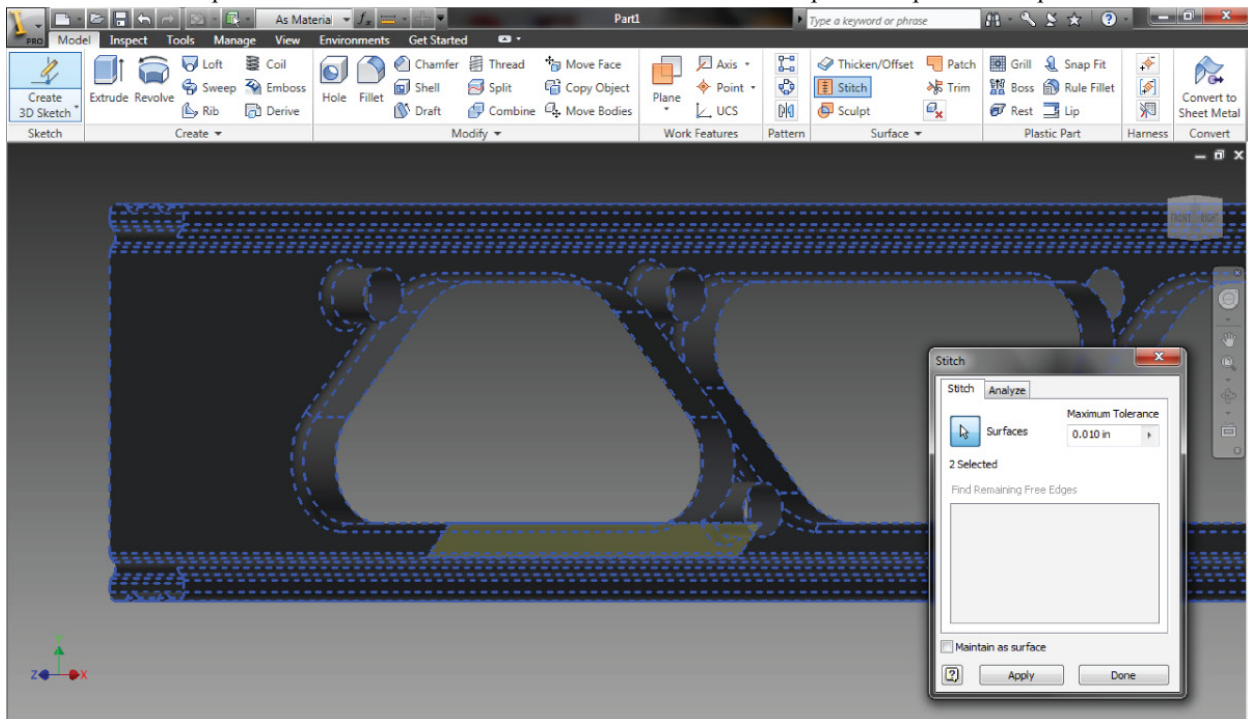 As Material
Part1
Type a keyword or phrase
PRO
Model Inspect Tools Manage View Environments Get Started
Create 3D Sketch
Extrude
Revolve
Loft
Sweep
Rib
Coil
Emboss
Derive
Hole
Fillet
Chamfer
Shell
Draft
Thread
Split
Combine
Move Face
Copy Object
Move Bodies
Plane
Axis
Point
UCS
Thicken/Offset
Stitch
Sculpt
Patch
Trim
Grill
Boss
Rest
Snap Fit
Rule Fillet
Lip
Convert to
Sheet Metal
Sketch
Create
Modify
Work Features
Pattern
Surface
Plastic Part
Harness
Convert
FRONT RIGHT
Stitch
Stitch Analyze
Maximum Tolerance
Surfaces
0.010 in
2 Selected
Find Remaining Free Edges
Maintain as surface
Apply
Done
Y
Z X